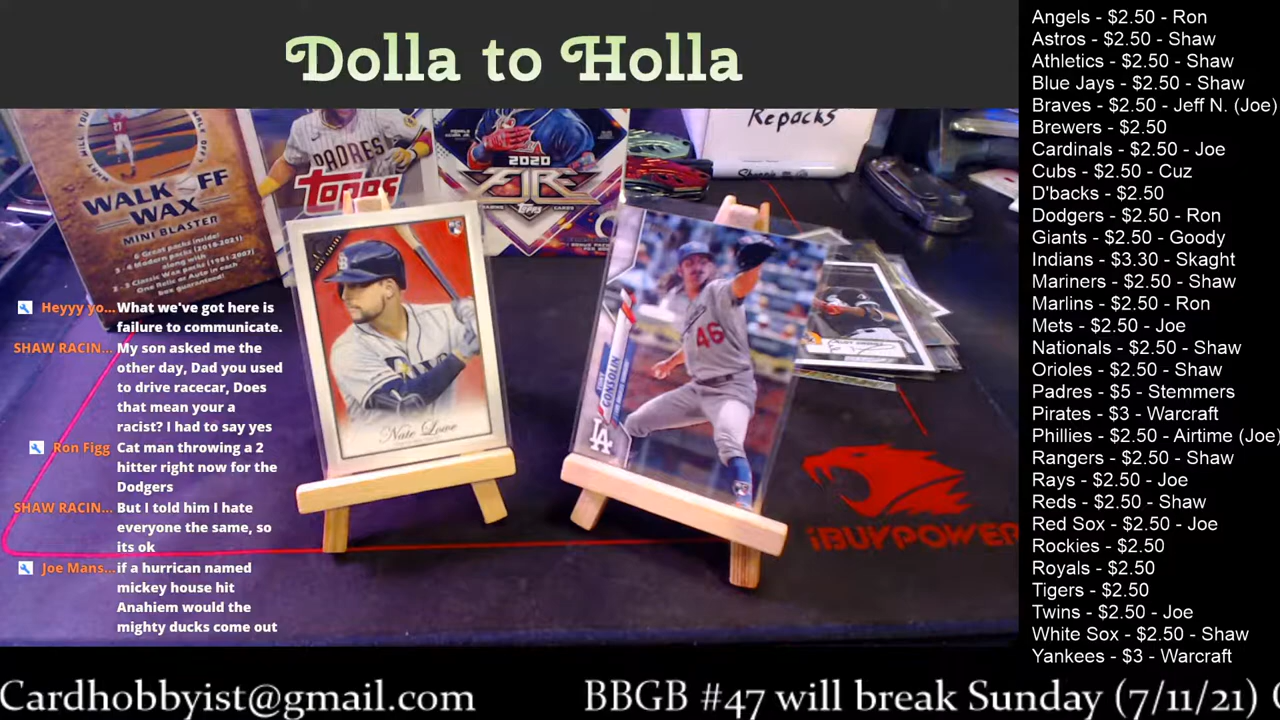 Dolla to Holla
Repacks
WALK OFF
WAX
MINI BLASTER
PADRES
Topps
2020
FIRE
Topps
RC
Nate Lowe
46
GONSOLIN
LA
iBUYPOWER
Heyyy yo... What we've got here is
failure to communicate.
SHAW RACIN... My son asked me the
other day, Dad you used
to drive racecar, Does
that mean your a
racist? I had to say yes
Ron Figg Cat man throwing a 2
hitter right now for the
Dodgers
SHAW RACIN... But I told him I hate
everyone the same, so
its ok
Joe Mans... if a hurrican named
mickey house hit
Anahiem would the
mighty ducks come out
Angels - $2.50 - Ron
Astros - $2.50 - Shaw
Athletics - $2.50 - Shaw
Blue Jays - $2.50 - Shaw
Braves - $2.50 - Jeff N. (Joe)
Brewers - $2.50
Cardinals - $2.50 - Joe
Cubs - $2.50 - Cuz
D'backs - $2.50
Dodgers - $2.50 - Ron
Giants - $2.50 - Goody
Indians - $3.30 - Skaght
Mariners - $2.50 - Shaw
Marlins - $2.50 - Ron
Mets - $2.50 - Joe
Nationals - $2.50 - Shaw
Orioles - $2.50 - Shaw
Padres - $5 - Stemmers
Pirates - $3 - Warcraft
Phillies - $2.50 - Airtime (Joe)
Rangers - $2.50 - Shaw
Rays - $2.50 - Joe
Reds - $2.50 - Shaw
Red Sox - $2.50 - Joe
Rockies - $2.50
Royals - $2.50
Tigers - $2.50
Twins - $2.50 - Joe
White Sox - $2.50 - Shaw
Yankees - $3 - Warcraft
Cardhobbyist@gmail.com BBGB #47 will break Sunday (7/11/21)